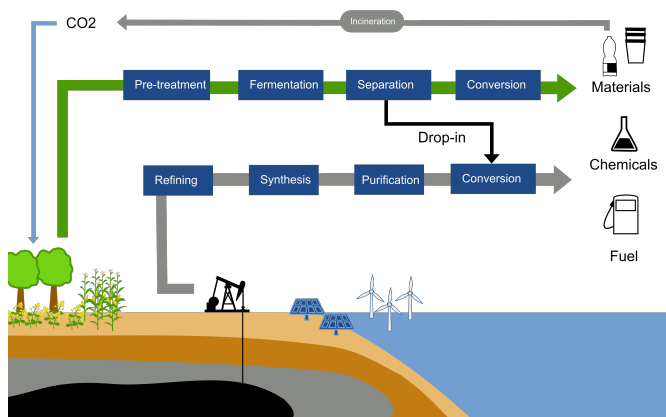 CO2
Incineration
Pre-treatment
Fermentation
Separation
Conversion
Materials
Drop-in
Chemicals
Refining
Synthesis
Purification
Conversion
Fuel